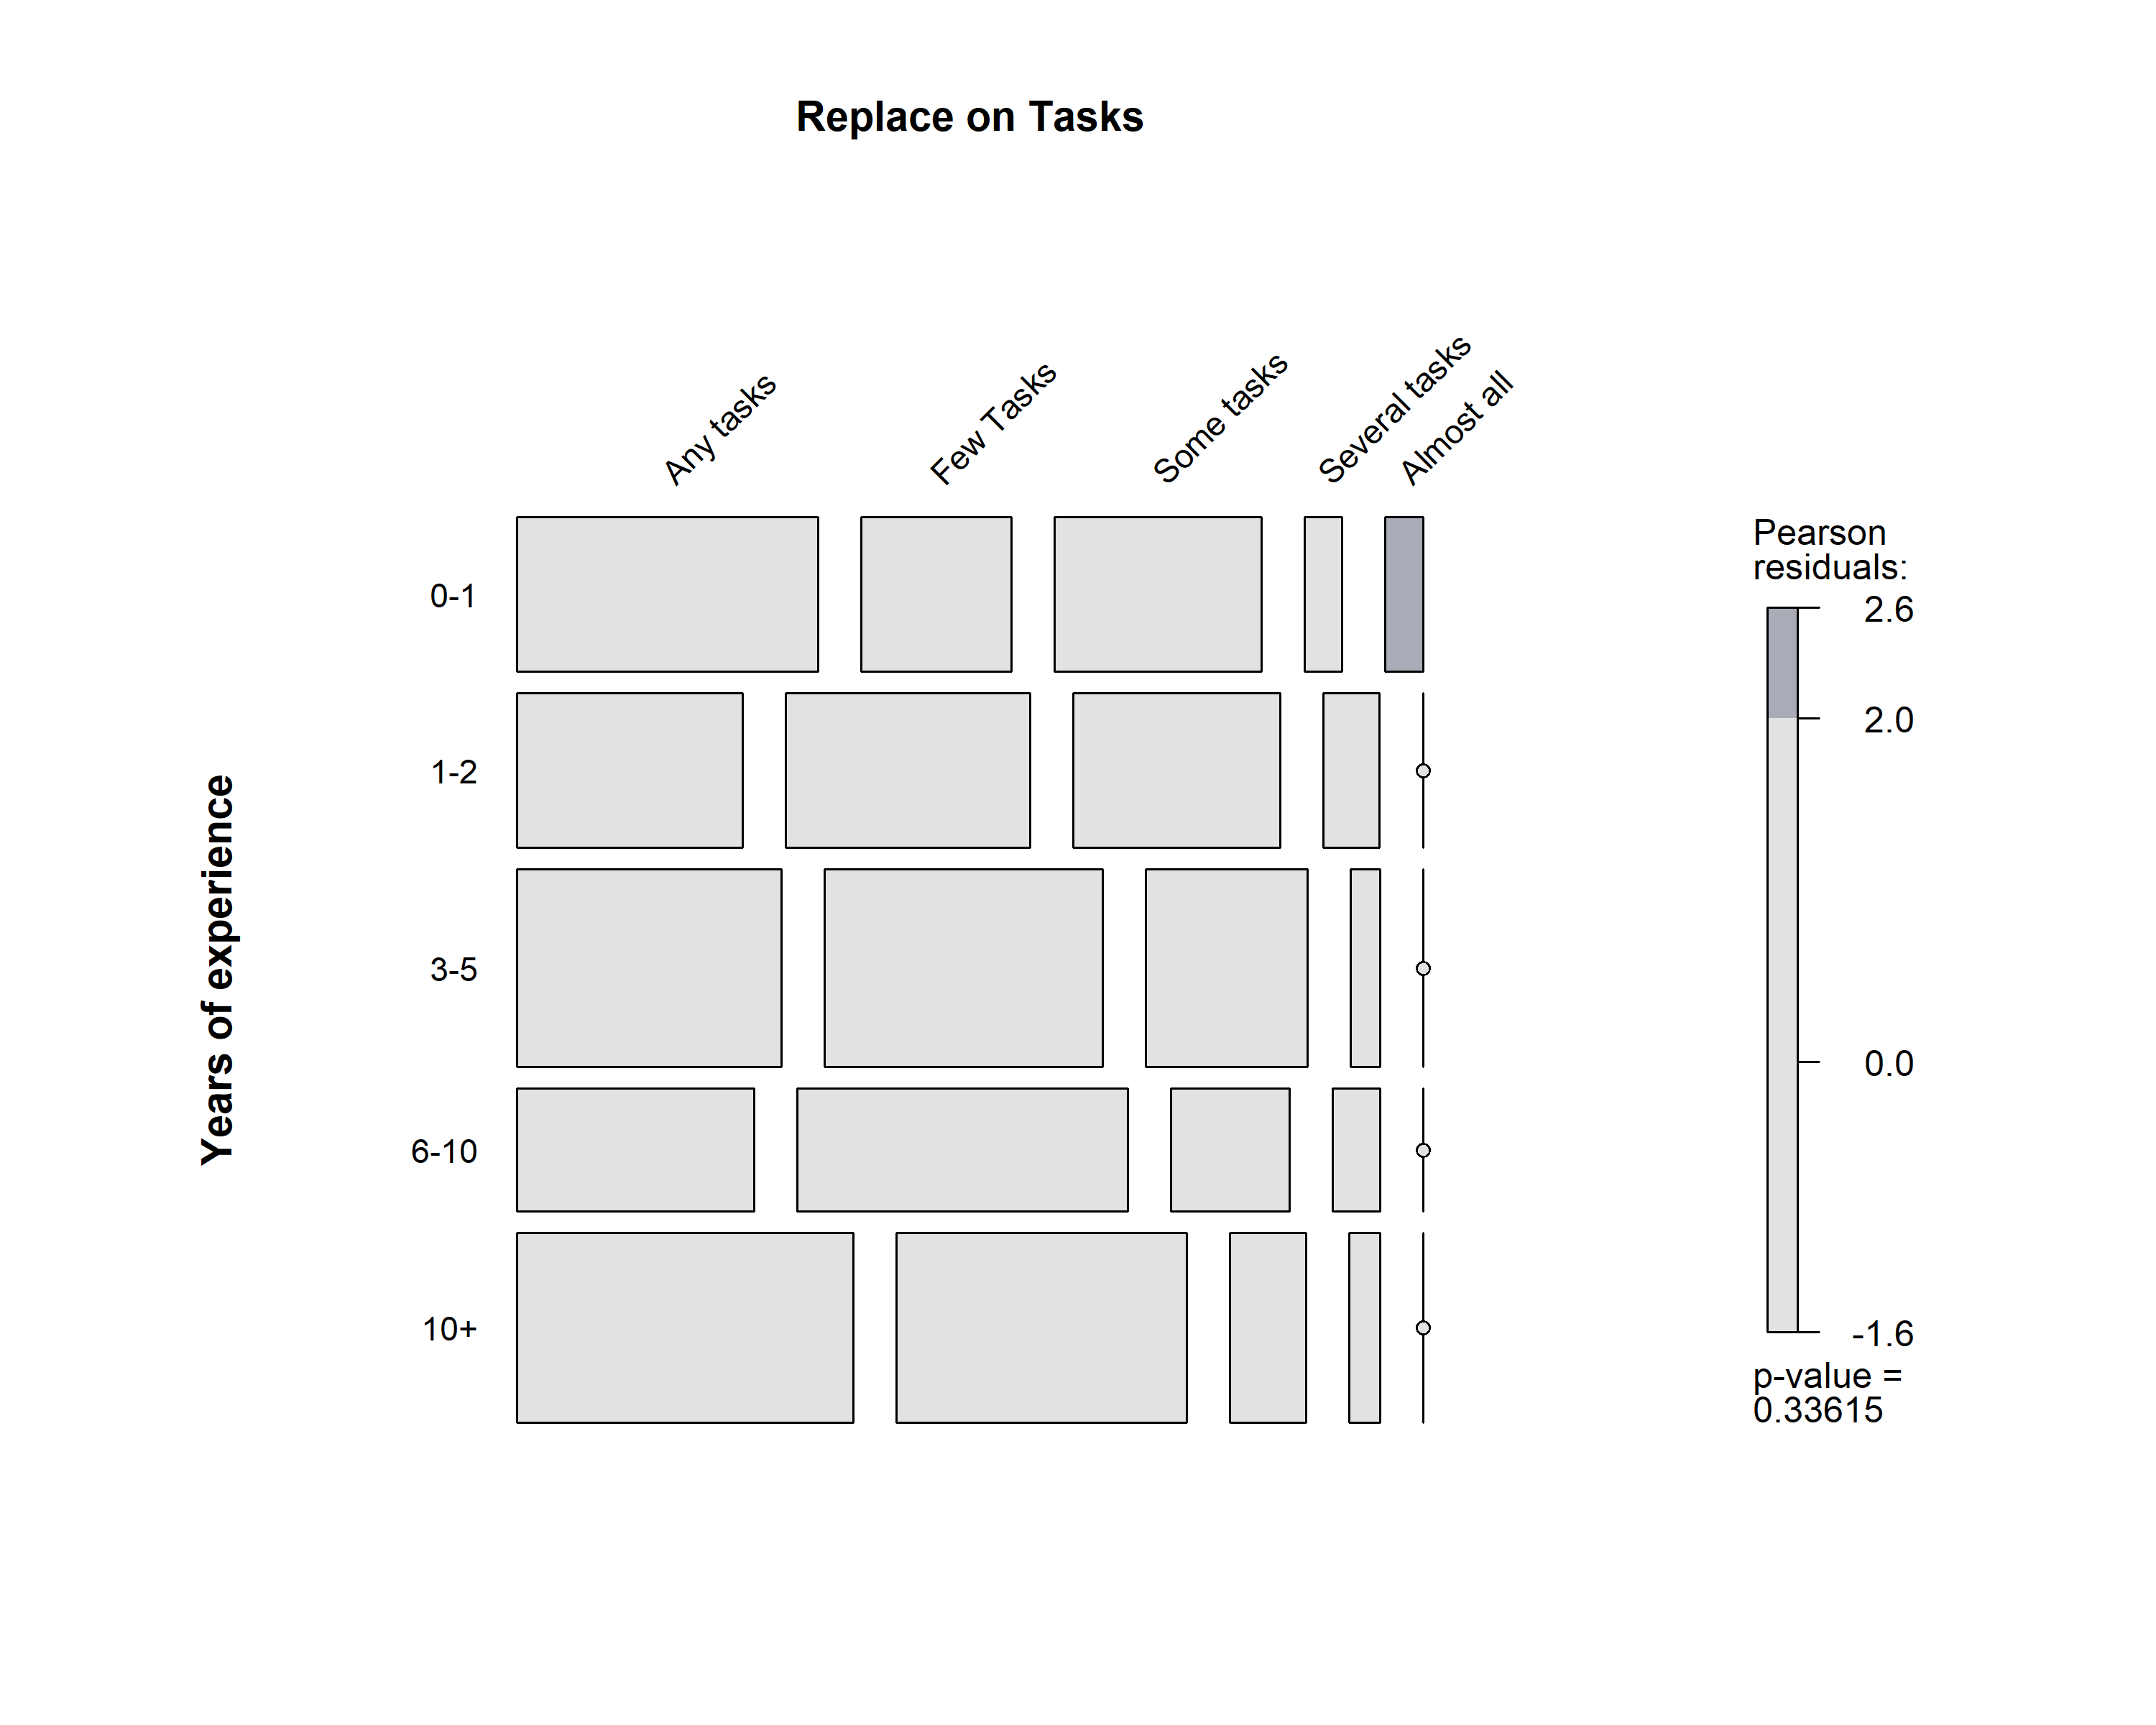 Replace on Tasks
Any tasks
Few Tasks
Some tasks
Several tasks
Almost all
Years of experience
0-1
1-2
3-5
6-10
10+
Pearson
residuals:
2.6
2.0
0.0
-1.6
p-value =
0.33615